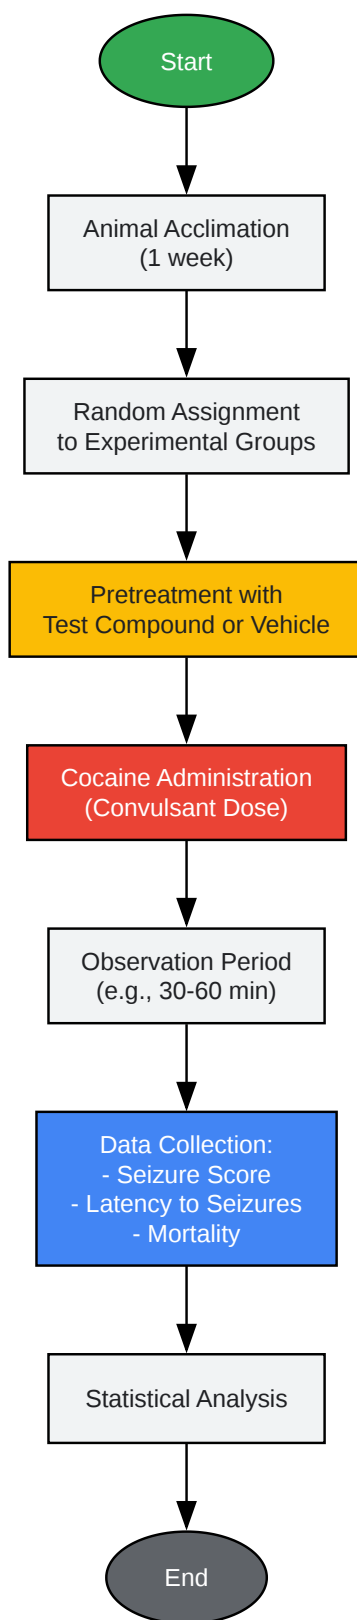 Start
Animal Acclimation
(1 week)
Random Assignment
to Experimental Groups
Pretreatment with
Test Compound or Vehicle
Cocaine Administration
(Convulsant Dose)
Observation Period
(e.g., 30-60 min)
Data Collection:
- Seizure Score
- Latency to Seizures
- Mortality
Statistical Analysis
End